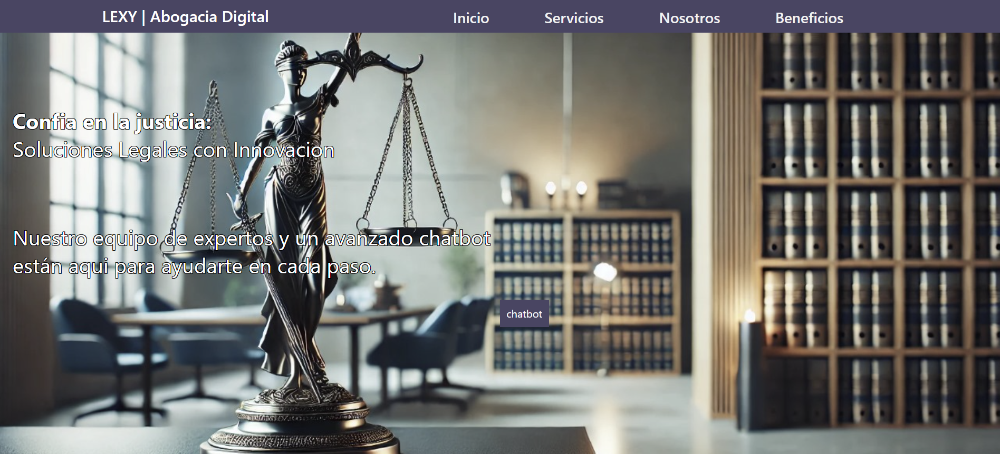 LEXY | Abogacia Digital
Inicio Servicios Nosotros Beneficios
Confia en la justicia:
Soluciones Legales con Innovacion
Nuestro equipo de expertos y un avanzado chatbot
están aqui para ayudarte en cada paso.
chatbot